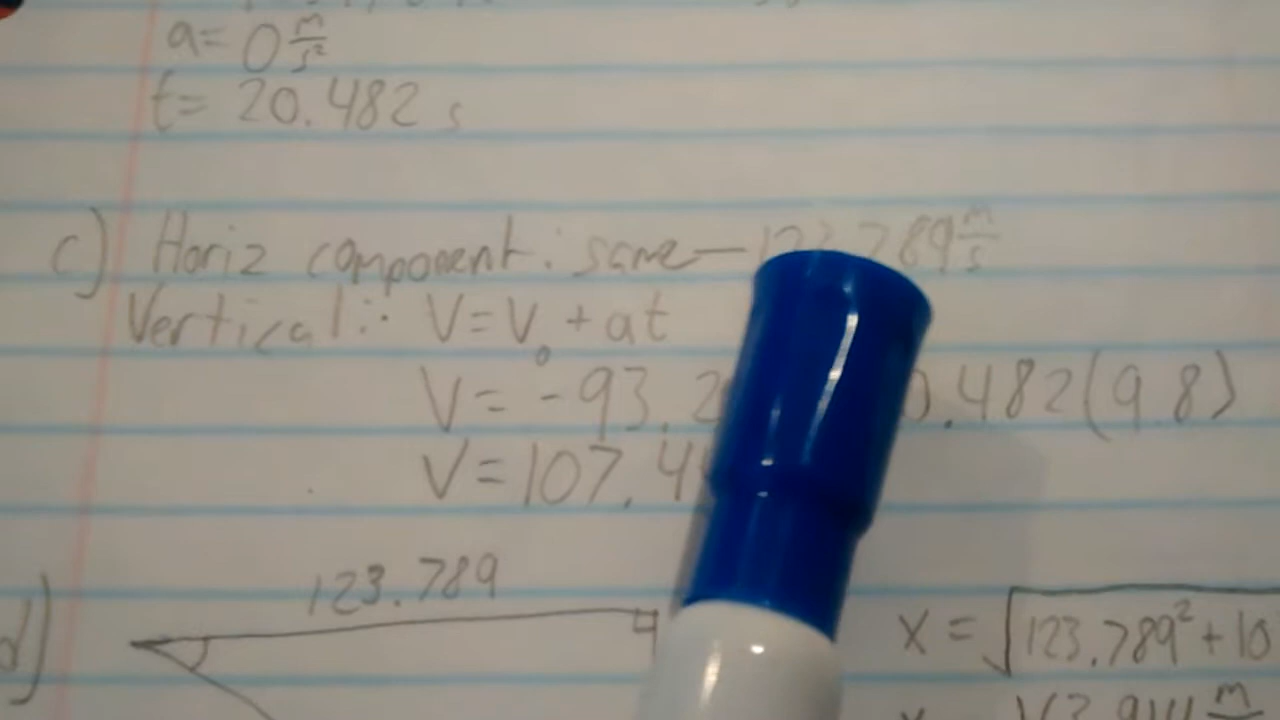 a= 0 m/s²
t= 20.482 s
c) Horiz component: same— 789 m/s
Vertical: V=V₀+at
V= -93.2 .482(9.8)
V=107.4
123.789
d)
x = √123.789²+10
m